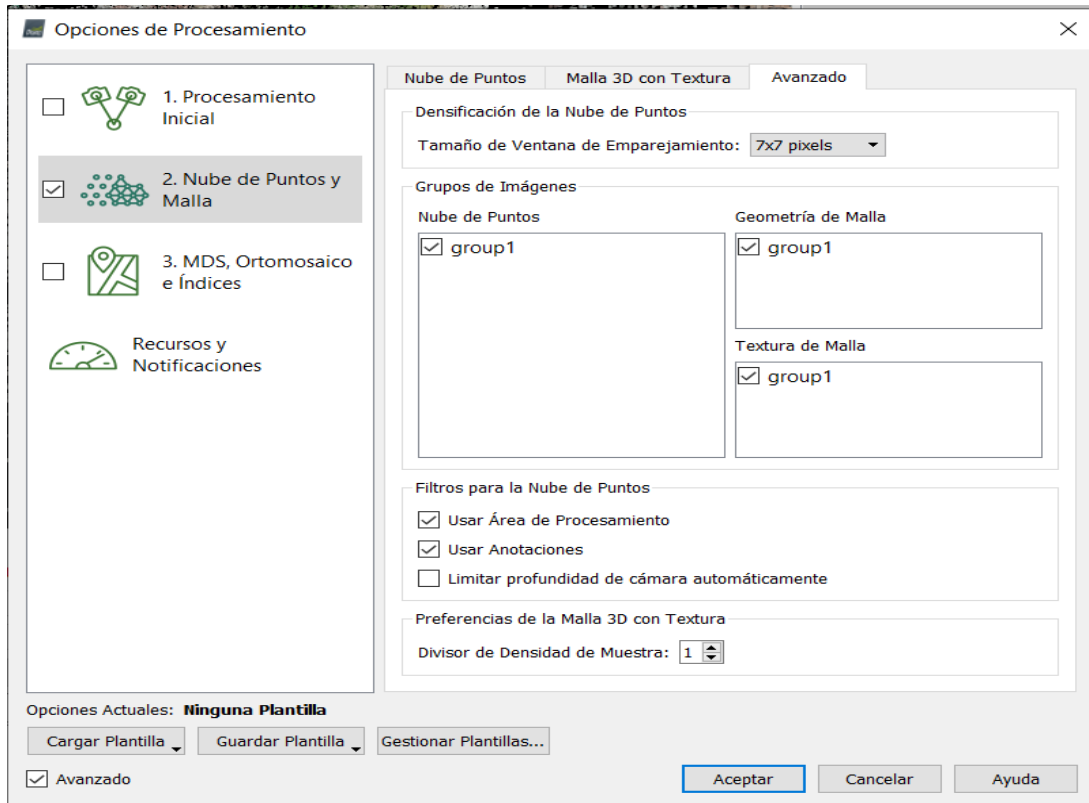 Opciones de Procesamiento
1. Procesamiento
Inicial
2. Nube de Puntos y
Malla
3. MDS, Ortomosaico
e Índices
Recursos y
Notificaciones
Nube de Puntos
Malla 3D con Textura
Avanzado
Densificación de la Nube de Puntos
Tamaño de Ventana de Emparejamiento: 7x7 pixels
Grupos de Imágenes
Nube de Puntos
group1
Geometría de Malla
group1
Textura de Malla
group1
Filtros para la Nube de Puntos
Usar Área de Procesamiento
Usar Anotaciones
Limitar profundidad de cámara automáticamente
Preferencias de la Malla 3D con Textura
Divisor de Densidad de Muestra: 1
Opciones Actuales: Ninguna Plantilla
Cargar Plantilla
Guardar Plantilla
Gestionar Plantillas...
Avanzado
Aceptar
Cancelar
Ayuda